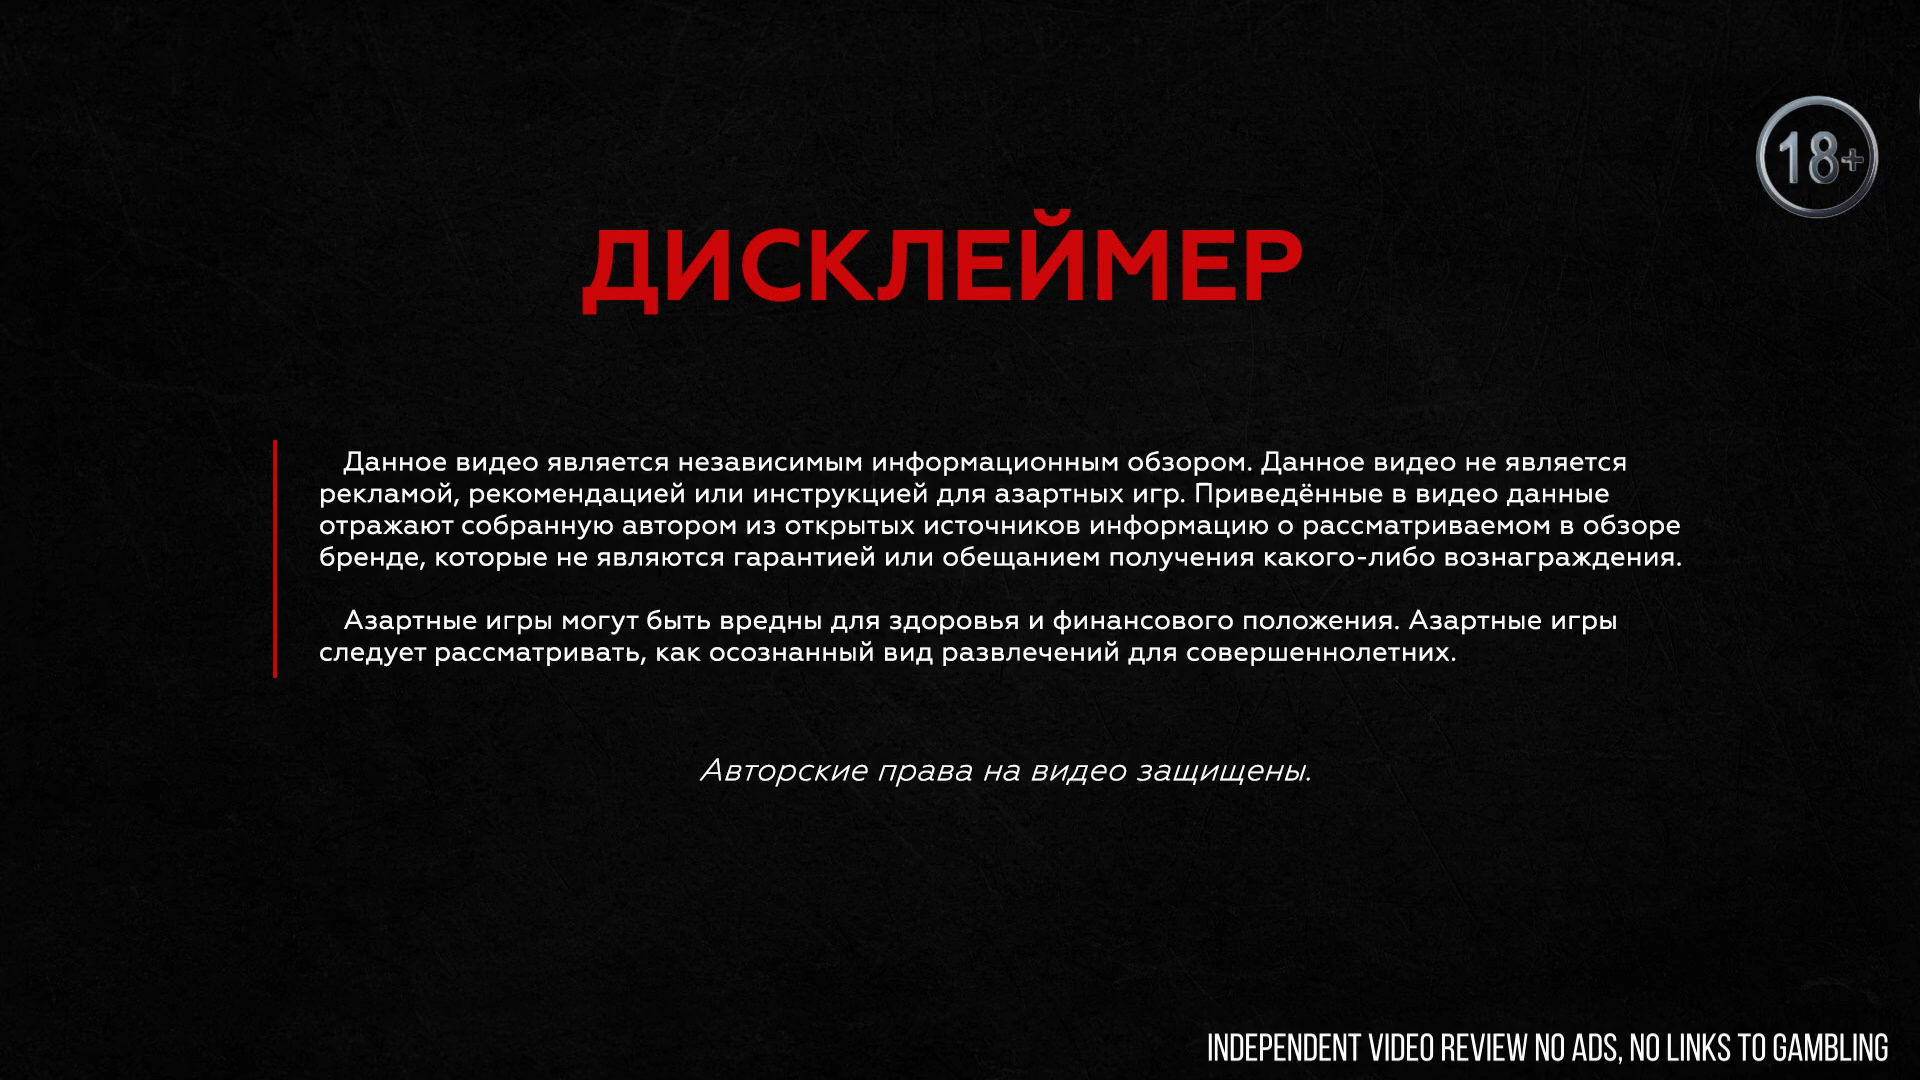 18+
ДИСКЛЕЙМЕР
Данное видео является независимым информационным обзором. Данное видео не является
рекламой, рекомендацией или инструкцией для азартных игр. Приведённые в видео данные
отражают собранную автором из открытых источников информацию о рассматриваемом в обзоре
бренде, которые не являются гарантией или обещанием получения какого-либо вознаграждения.
Азартные игры могут быть вредны для здоровья и финансового положения. Азартные игры
следует рассматривать, как осознанный вид развлечений для совершеннолетних.
Авторские права на видео защищены.
INDEPENDENT VIDEO REVIEW NO ADS, NO LINKS TO GAMBLING